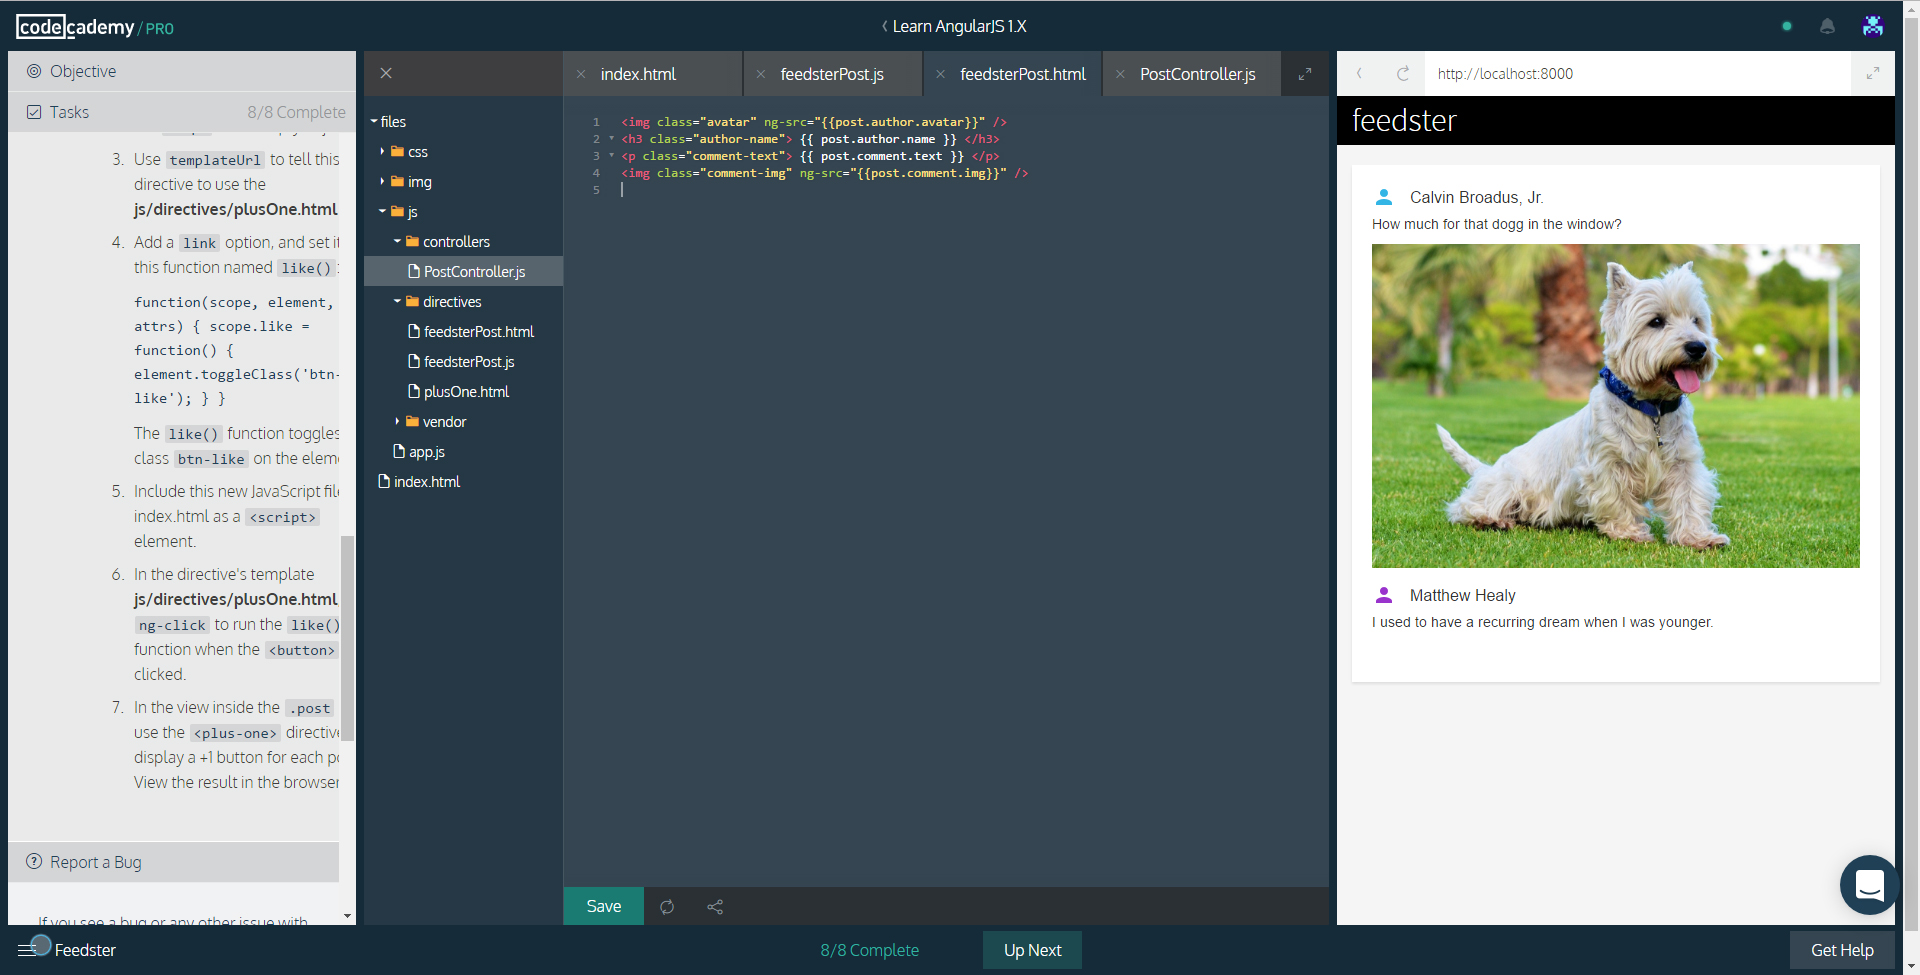 codecademy / PRO
Learn AngularJS 1.X
Objective
Tasks
8/8 Complete
3. Use templateUrl to tell this
directive to use the
js/directives/plusOne.html
4. Add a link option, and set it
this function named like()
function(scope, element,
attrs) { scope.like =
function() {
element.toggleClass('btn-
like'); } }
The like() function toggles
class btn-like on the elem
5. Include this new JavaScript file
index.html as a <script>
element.
6. In the directive's template
js/directives/plusOne.html,
ng-click to run the like()
function when the <button>
clicked.
7. In the view inside the .post
use the <plus-one> directive
display a +1 button for each po
View the result in the browser
Report a Bug
If you see a bug or any other issue with
Feedster
files
css
img
js
controllers
PostController.js
directives
feedsterPost.html
feedsterPost.js
plusOne.html
vendor
app.js
index.html
index.html
feedsterPost.js
feedsterPost.html
PostController.js
1 <img class="avatar" ng-src="{{post.author.avatar}}" />
2 <h3 class="author-name"> {{ post.author.name }} </h3>
3 <p class="comment-text"> {{ post.comment.text }} </p>
4 <img class="comment-img" ng-src="{{post.comment.img}}" />
5
Save
8/8 Complete
Up Next
http://localhost:8000
feedster
Calvin Broadus, Jr.
How much for that dogg in the window?
Matthew Healy
I used to have a recurring dream when I was younger.
Get Help